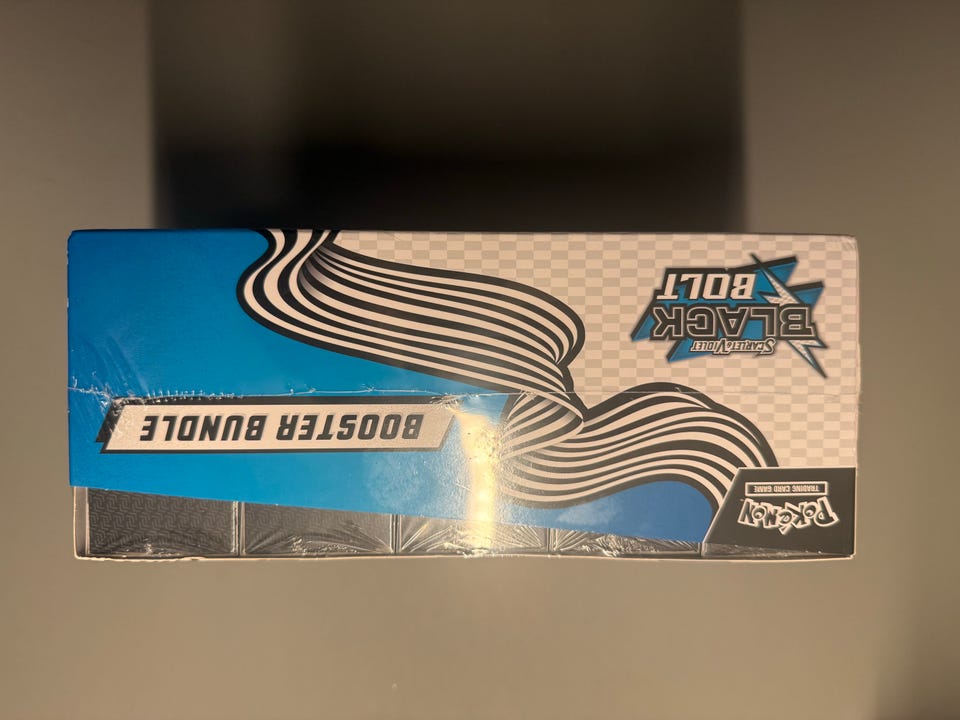 POKÉMON
TRADING CARD GAME
BOOSTER BUNDLE
SCARLET & VIOLET
BLACK
BOLT